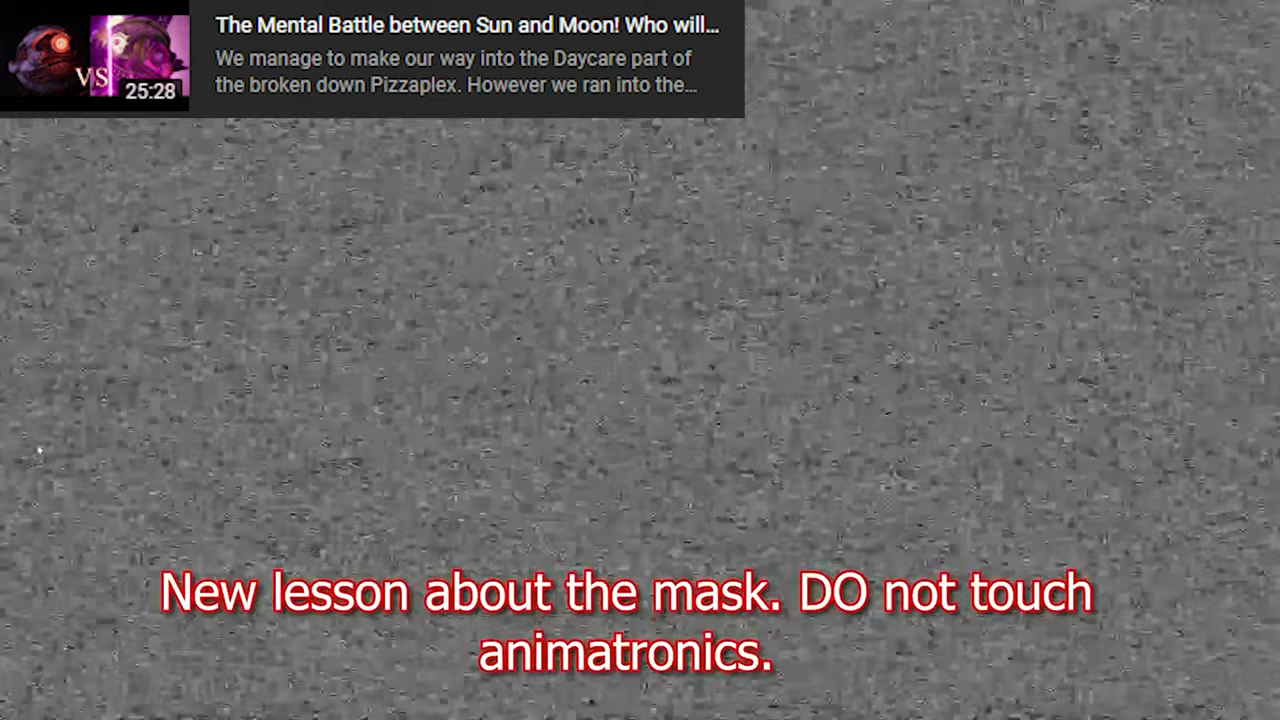 The Mental Battle between Sun and Moon! Who will...
We manage to make our way into the Daycare part of
the broken down Pizzaplex. However we ran into the...
VS
25:28
New lesson about the mask. DO not touch
animatronics.